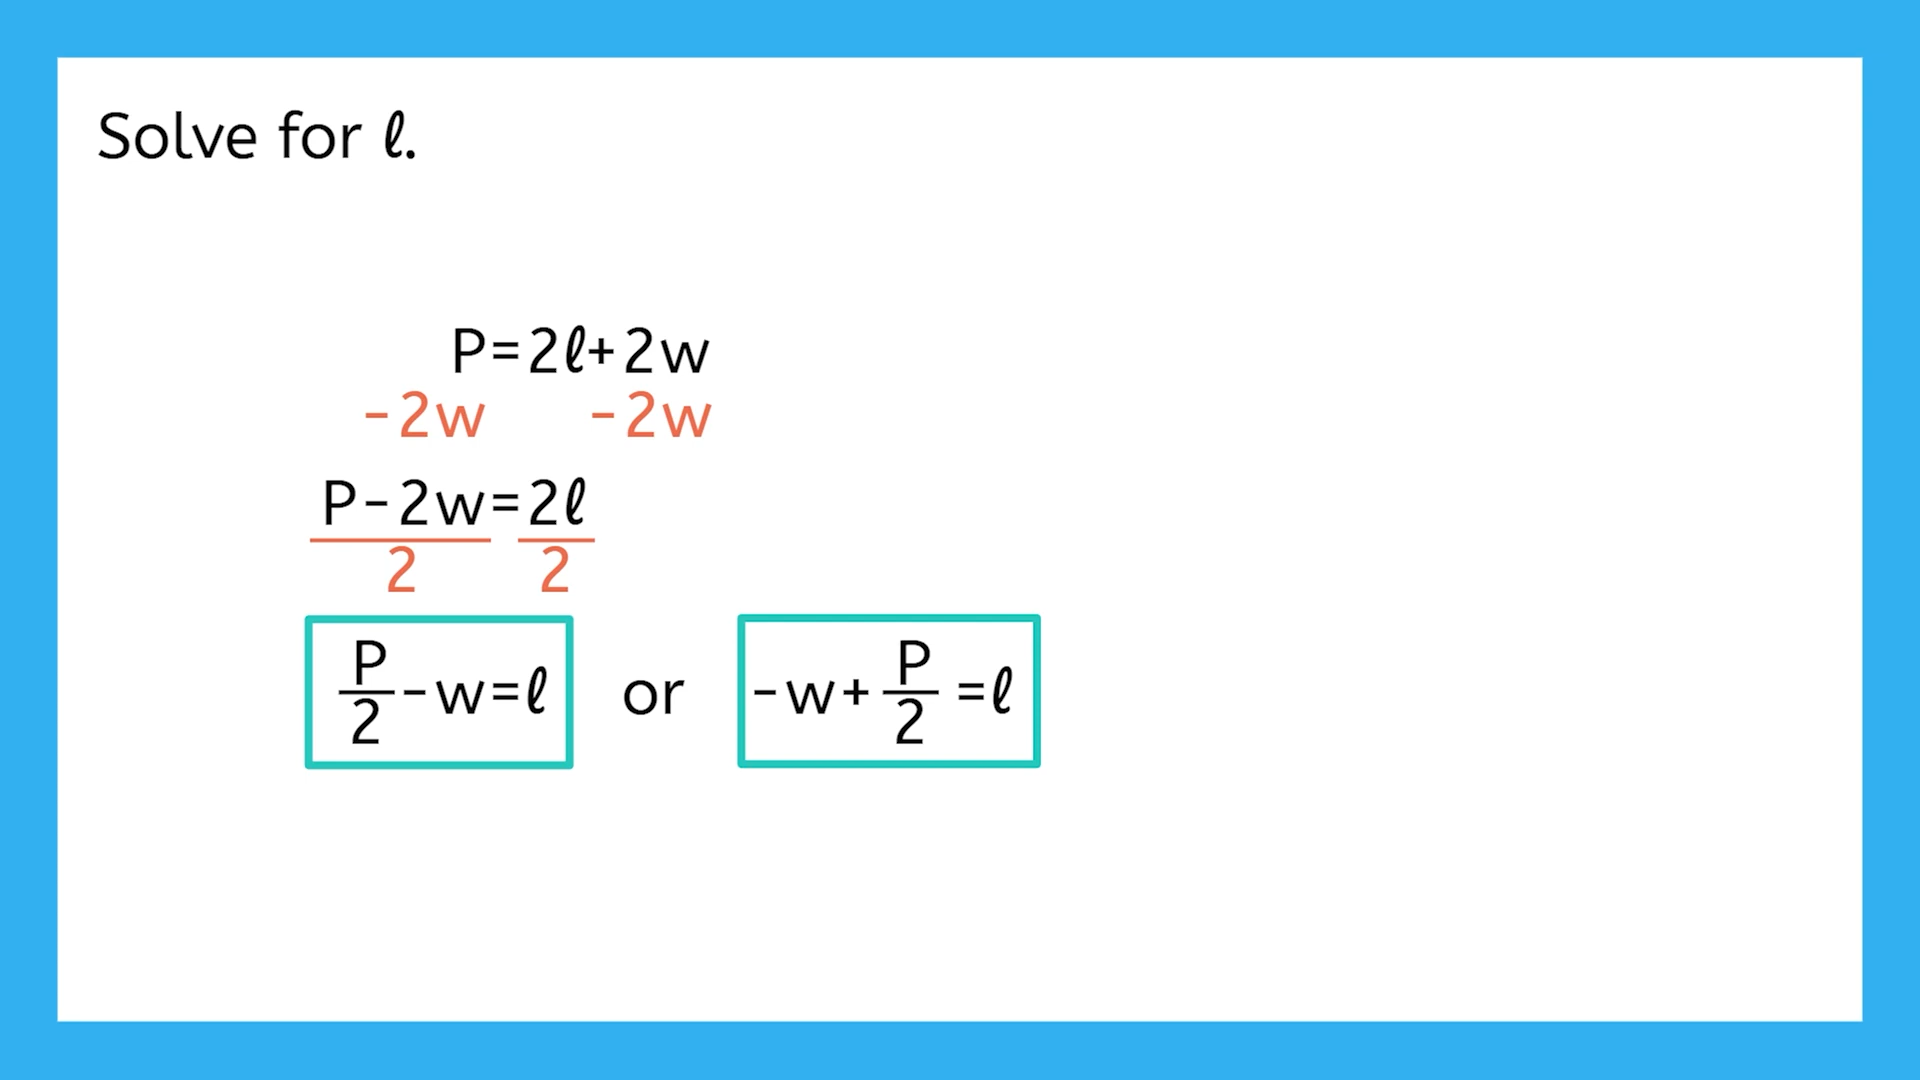 Solve for ℓ.
P=2ℓ+2w
-2w -2w
P-2w=2ℓ
2 2
P/2-w=ℓ or -w+P/2=ℓ